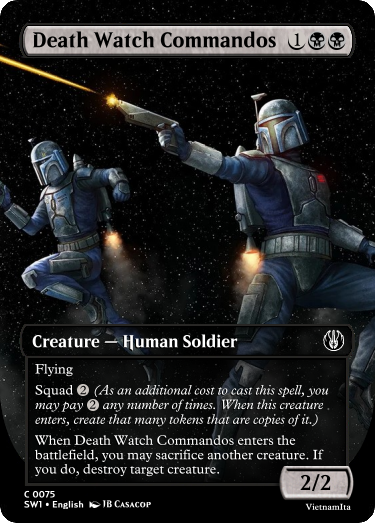 Death Watch Commandos 1
Creature — Human Soldier
Flying
Squad 2 (As an additional cost to cast this spell, you
may pay 2 any number of times. When this creature
enters, create that many tokens that are copies of it.)
When Death Watch Commandos enters the
battlefield, you may sacrifice another creature. If
you do, destroy target creature.
2/2
C 0075
SW1 • English JB Casacop
VietnamIta